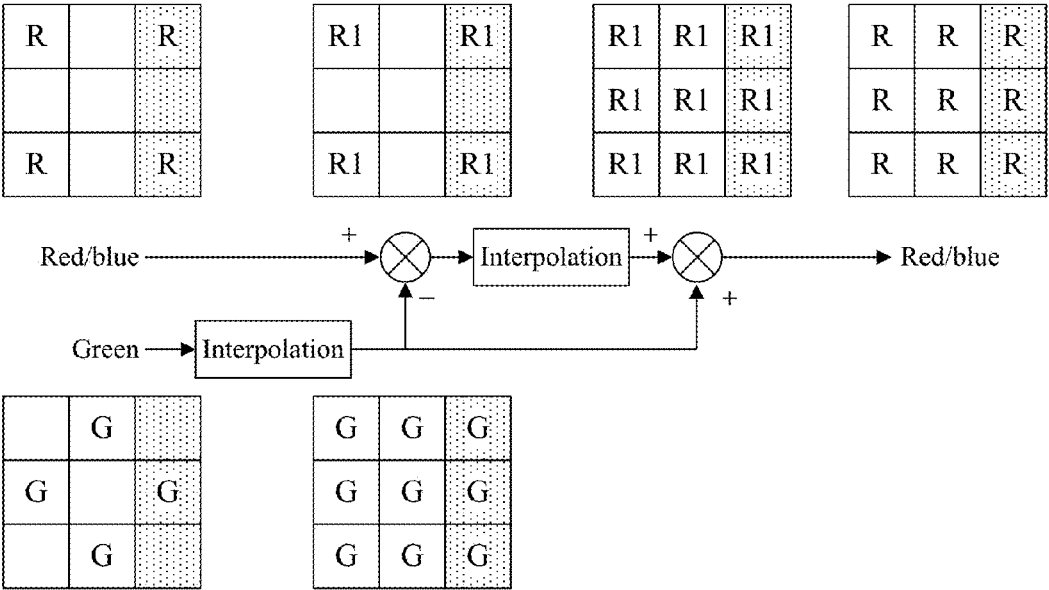 R R R1 R1 R1 R1 R1 R R R
R1 R1 R1 R R R
R R R1 R1 R1 R1 R1 R R R
+ +
Red/blue Interpolation Red/blue
− +
Green Interpolation
G G G G
G G G G G
G G G G